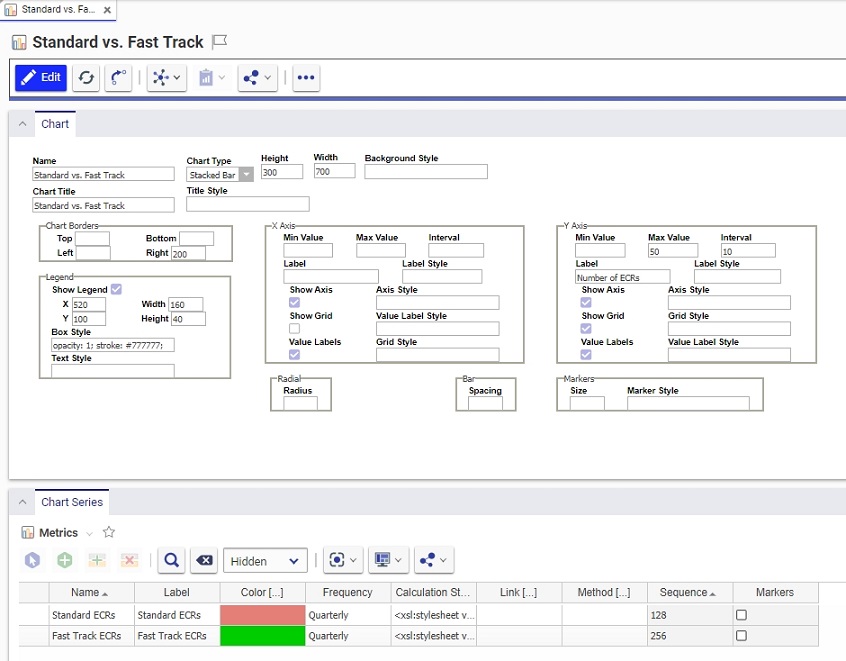 Standard vs. Fa...
Standard vs. Fast Track
Edit
Chart
Name Chart Type Height Width Background Style
Standard vs. Fast Track Stacked Bar 300 700
Chart Title Title Style
Standard vs. Fast Track
Chart Borders
Top Bottom
Left Right 200
Legend
Show Legend
X 520 Width 160
Y 100 Height 40
Box Style
opacity: 1; stroke: #777777;
Text Style
X Axis
Min Value Max Value Interval
Label Label Style
Show Axis Axis Style
Show Grid Value Label Style
Value Labels Grid Style
Y Axis
Min Value Max Value Interval
50 10
Label Label Style
Number of ECRs
Show Axis Axis Style
Show Grid Grid Style
Value Labels Value Label Style
Radial
Radius
Bar
Spacing
Markers
Size Marker Style
Chart Series
Metrics
Hidden
Name Label Color [...] Frequency Calculation St... Link [...] Method [...] Sequence Markers
Standard ECRs Standard ECRs Quarterly <xsl:stylesheet v... 128
Fast Track ECRs Fast Track ECRs Quarterly <xsl:stylesheet v... 256